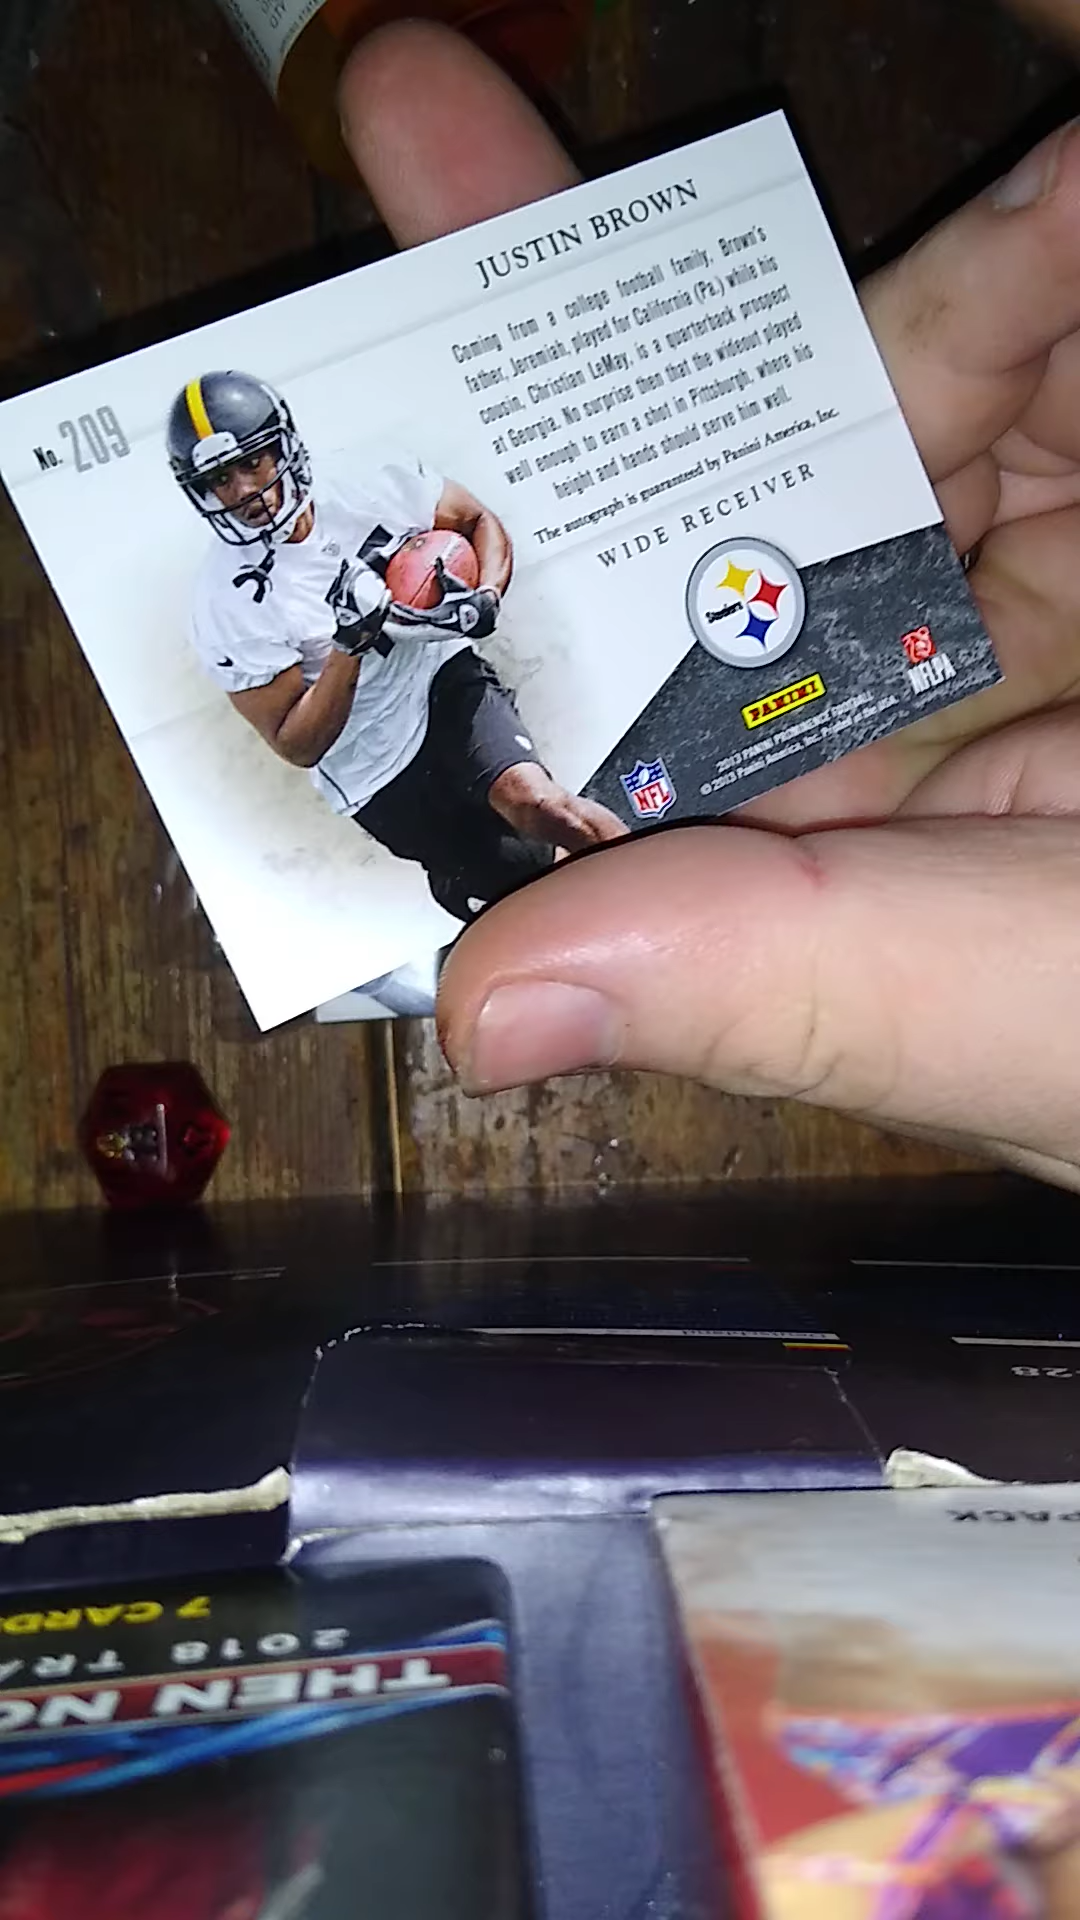 JUSTIN BROWN
Coming from a college football family, Brown's
father, Jeremiah, played for California (Pa.) while his
cousin, Christian LeMay, is a quarterback prospect
at Georgia. No surprise then that the wideout played
well enough to earn a shot in Pittsburgh, where his
height and hands should serve him well.
The autograph is guaranteed by Panini America, Inc.
WIDE RECEIVER
No. 209
Steelers
PANINI
NFLPA
2013 PANINI PROMINENCE FOOTBALL
© 2013 Panini America, Inc. Printed in the USA.
NFL
Deutschland
-28
PACK
7 CARD
2018 TRA
THEN NO